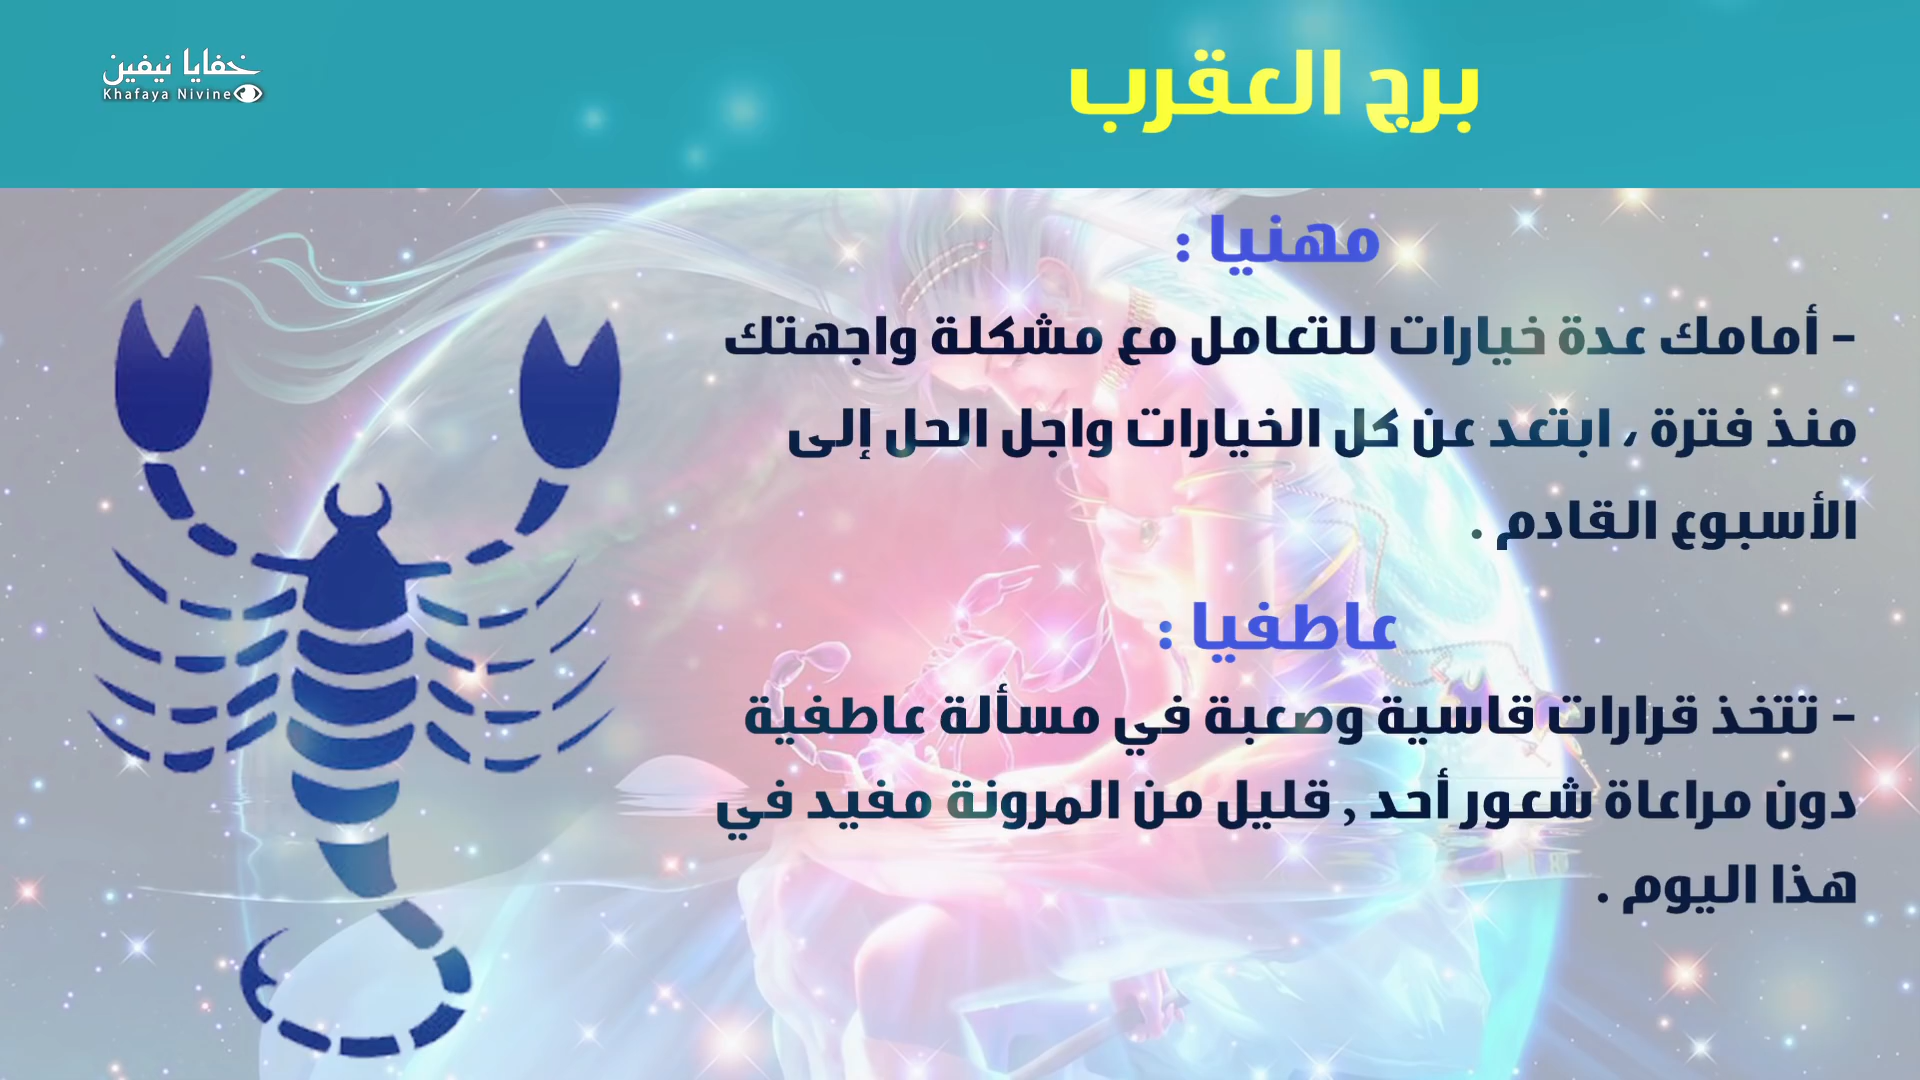 خفايا نيفين
Khafaya Nivine
برج العقرب
مهنيا :
- أمامك عدة خيارات للتعامل مع مشكلة واجهتك
منذ فترة ، ابتعد عن كل الخيارات واجل الحل إلى
الأسبوع القادم .
عاطفيا :
- تتخذ قرارات قاسية وصعبة في مسألة عاطفية
دون مراعاة شعور أحد , قليل من المرونة مفيد في
هذا اليوم .